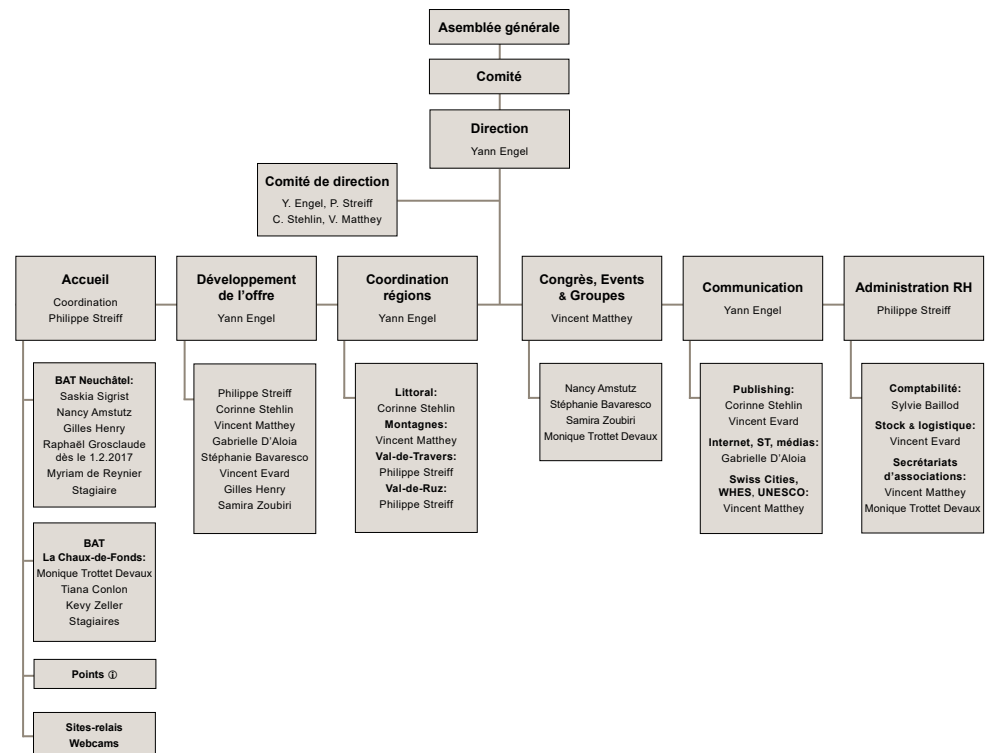 Asemblée générale
Comité
Direction
Yann Engel
Comité de direction
Y. Engel, P. Streiff
C. Stehlin, V. Matthey
Accueil
Coordination
Philippe Streiff
Développement
de l'offre
Yann Engel
Coordination
régions
Yann Engel
Congrès, Events
& Groupes
Vincent Matthey
Communication
Yann Engel
Administration RH
Philippe Streiff
BAT Neuchâtel:
Saskia Sigrist
Nancy Amstutz
Gilles Henry
Raphaël Grosclaude
dès le 1.2.2017
Myriam de Reynier
Stagiaire
BAT
La Chaux-de-Fonds:
Monique Trottet Devaux
Tiana Conlon
Kevy Zeller
Stagiaires
Points ⓘ
Sites-relais
Webcams
Philippe Streiff
Corinne Stehlin
Vincent Matthey
Gabrielle D'Aloia
Stéphanie Bavaresco
Vincent Evard
Gilles Henry
Samira Zoubiri
Littoral:
Corinne Stehlin
Montagnes:
Vincent Matthey
Val-de-Travers:
Philippe Streiff
Val-de-Ruz:
Philippe Streiff
Nancy Amstutz
Stéphanie Bavaresco
Samira Zoubiri
Monique Trottet Devaux
Publishing:
Corinne Stehlin
Vincent Evard
Internet, ST, médias:
Gabrielle D'Aloia
Swiss Cities,
WHES, UNESCO:
Vincent Matthey
Comptabilité:
Sylvie Baillod
Stock & logistique:
Vincent Evard
Secrétariats
d'associations:
Vincent Matthey
Monique Trottet Devaux